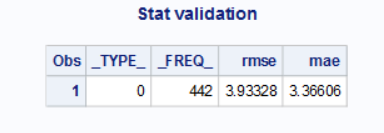 Stat validation
Obs _TYPE_ _FREQ_ rmse mae
1 0 442 3.93328 3.36606